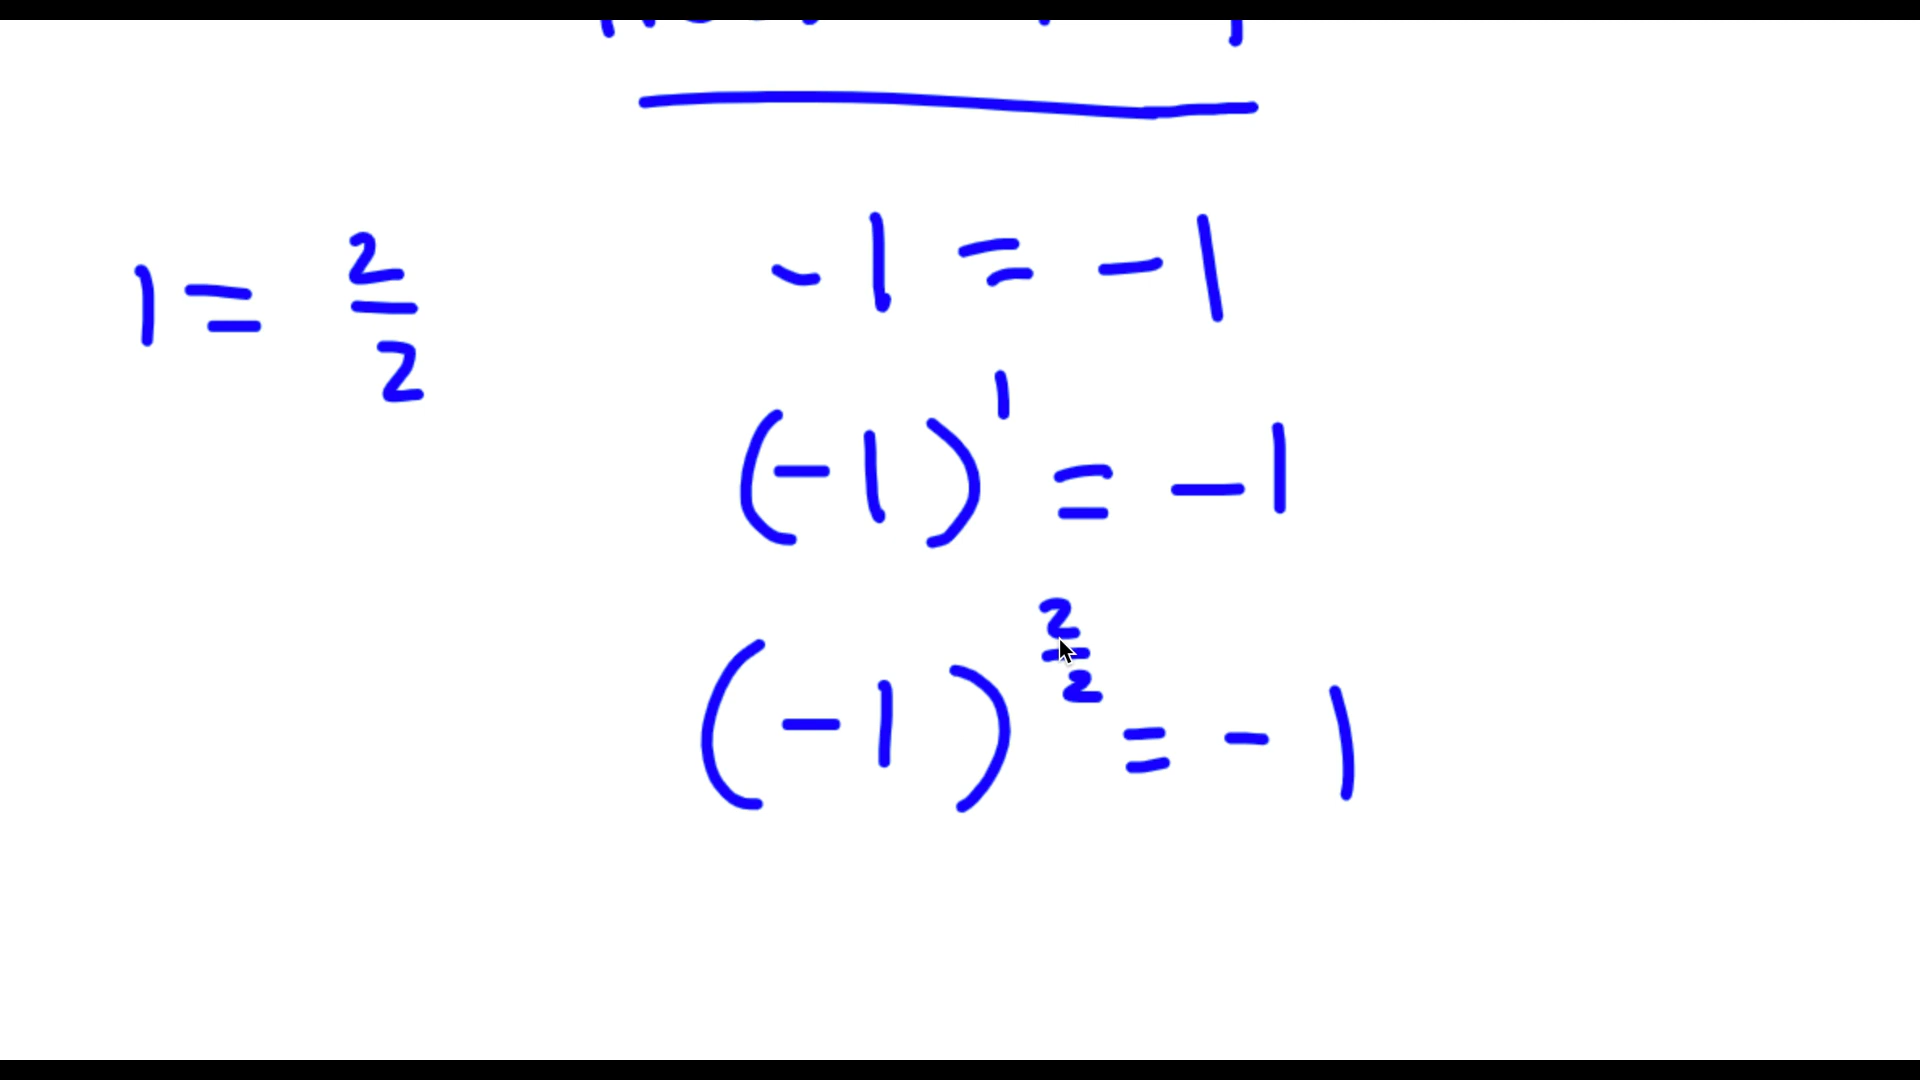 1 = 2/2
-1 = -1
(-1)^1 = -1
(-1)^(2/2) = -1